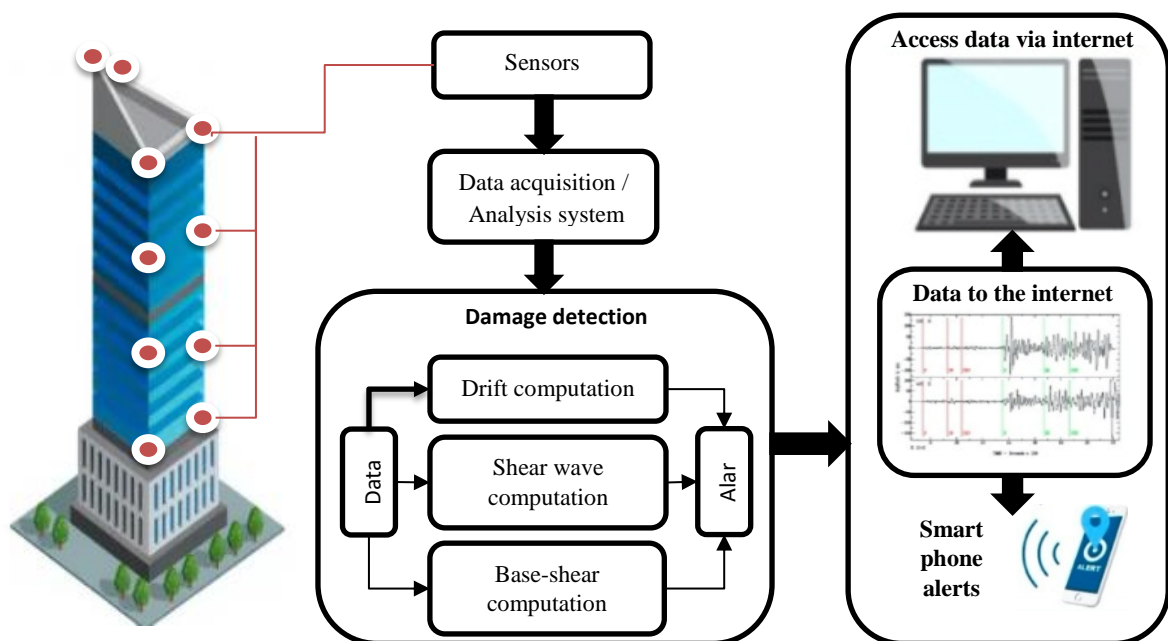 Sensors
Data acquisition /
Analysis system
Damage detection
Data
Drift computation
Shear wave
computation
Base-shear
computation
Alar
Access data via internet
Data to the internet
Smart
phone
alerts
ALERT